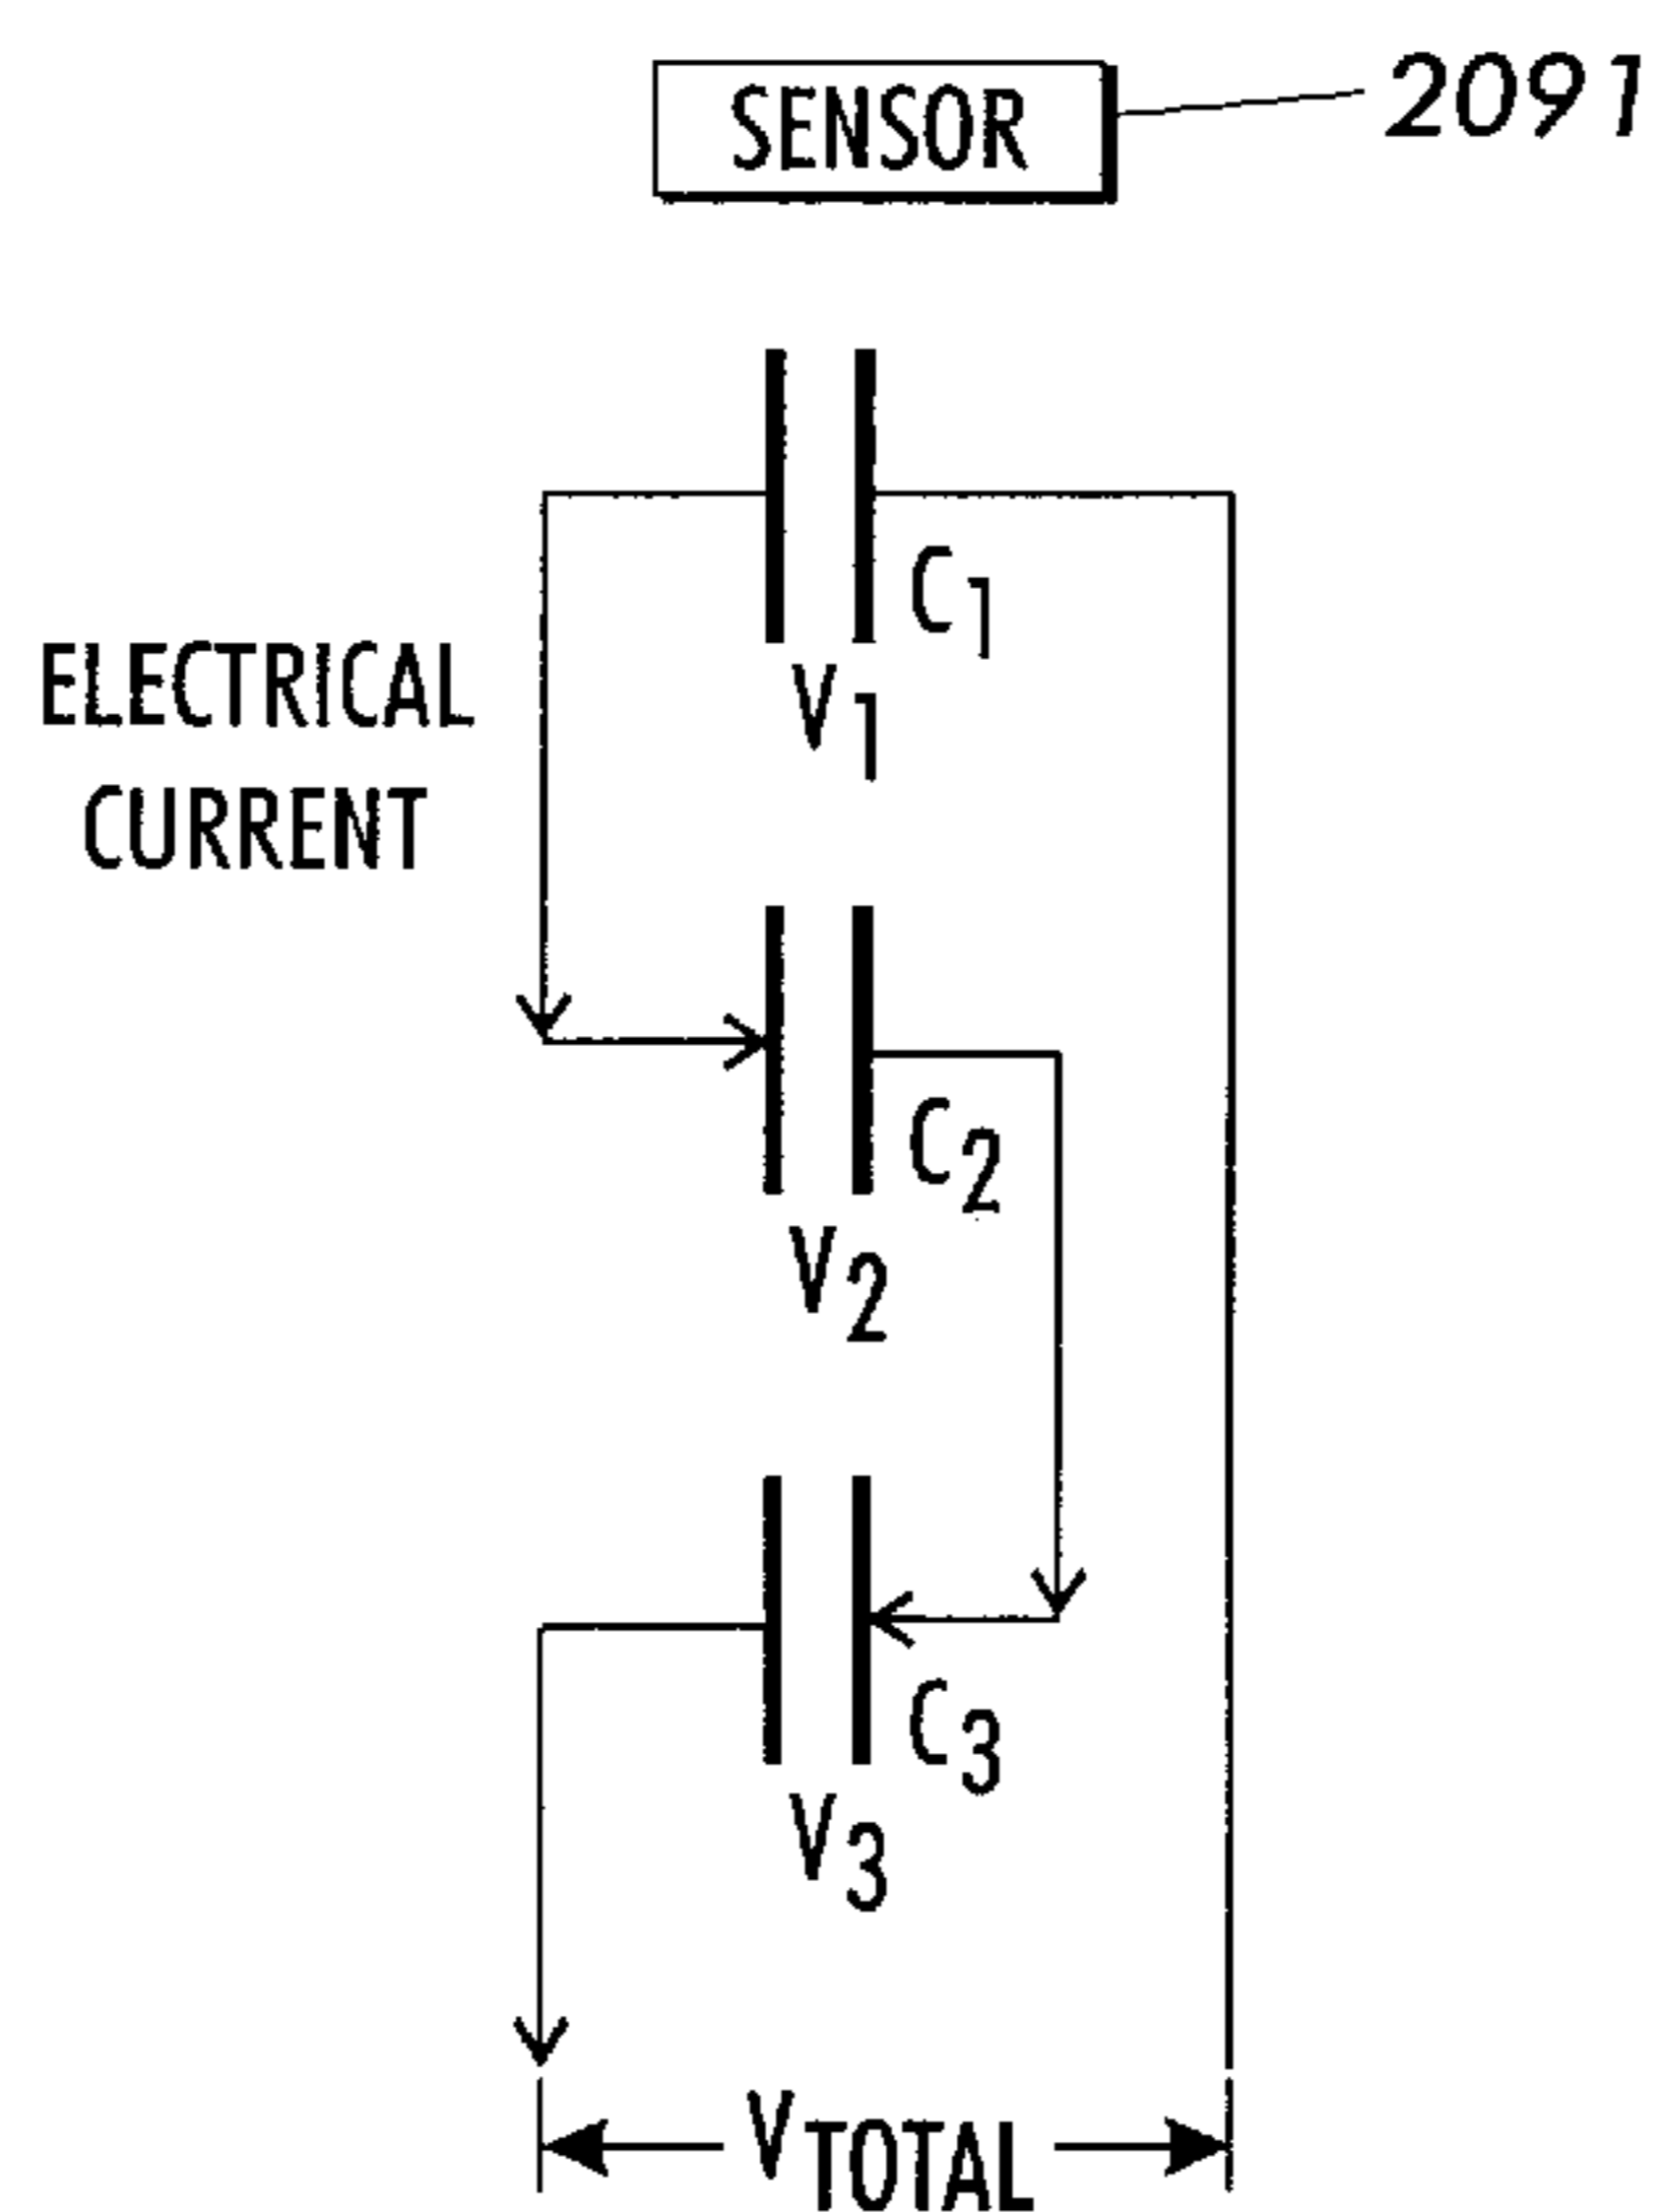 SENSOR
2091
C1
V1
ELECTRICAL
CURRENT
C2
V2
C3
V3
VTOTAL